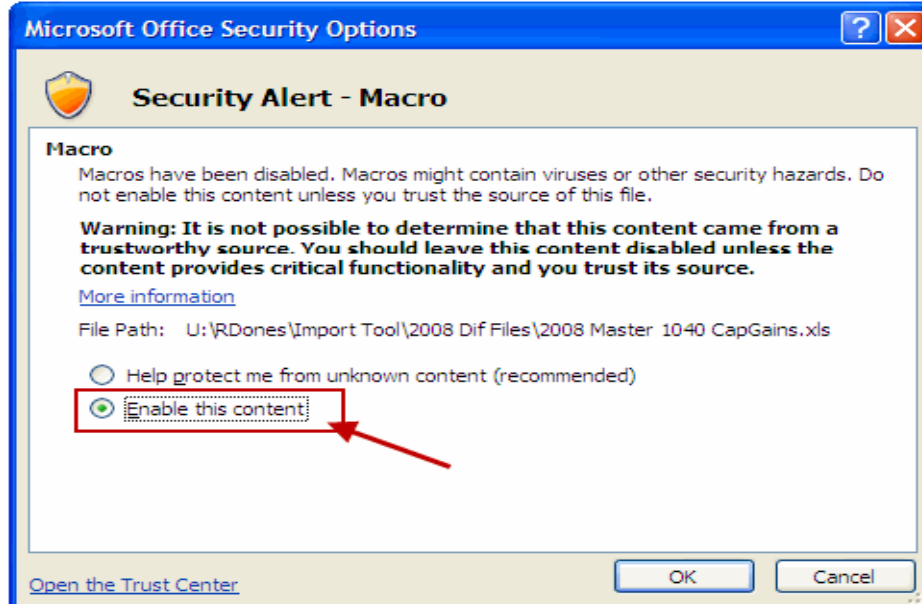 Microsoft Office Security Options
Security Alert - Macro
Macro
Macros have been disabled. Macros might contain viruses or other security hazards. Do
not enable this content unless you trust the source of this file.
Warning: It is not possible to determine that this content came from a
trustworthy source. You should leave this content disabled unless the
content provides critical functionality and you trust its source.
More information
File Path: U:\RDones\Import Tool\2008 Dif Files\2008 Master 1040 CapGains.xls
Help protect me from unknown content (recommended)
Enable this content
Open the Trust Center
OK
Cancel